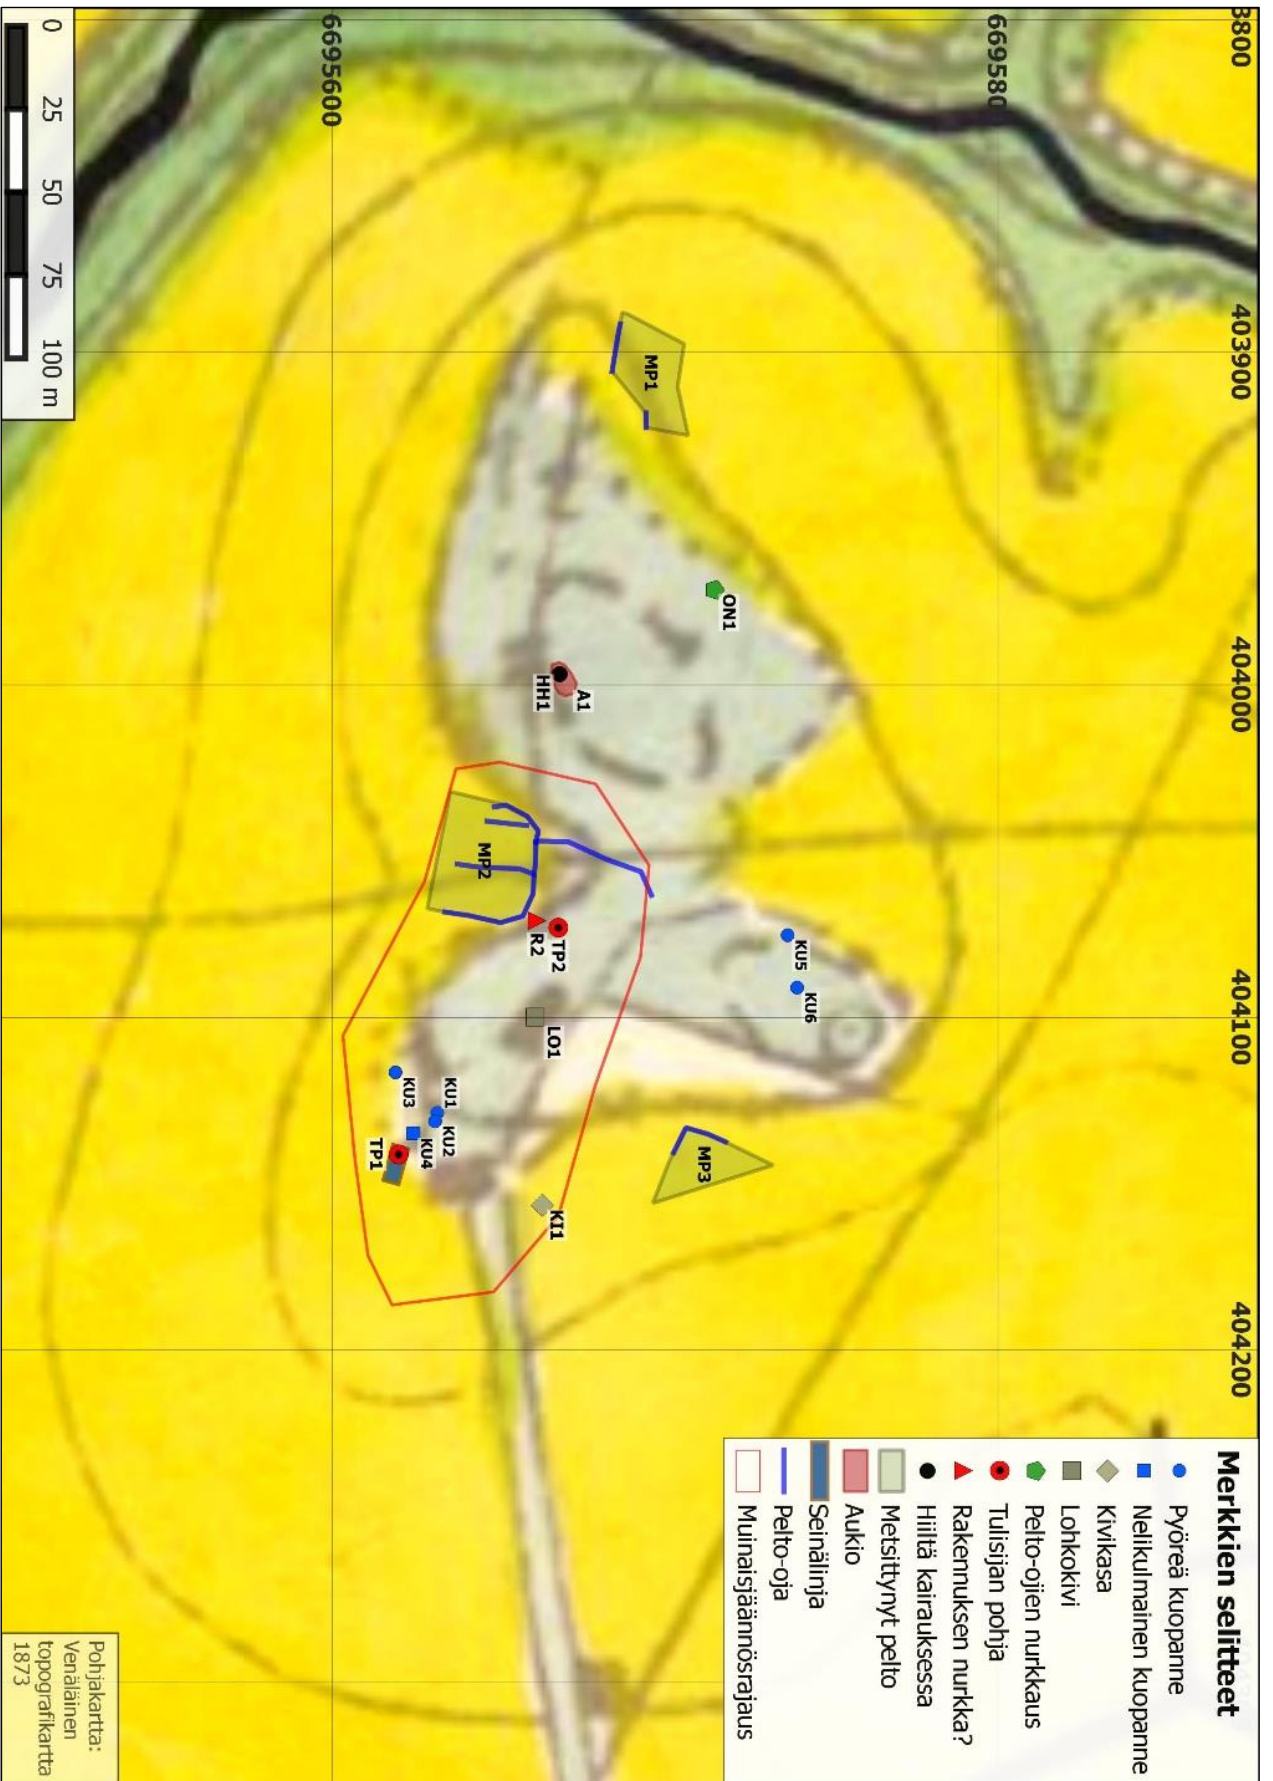 3800
403900
404000
404100
404200
6695600
669580
MP1
ON1
A1
HH1
MP2
R2
TP2
KU5
KU6
LO1
KU3
KU1
KU2
KU4
TP1
MP3
KI1
0 25 50 75 100 m
Merkkien selitteet
Pyöreä kuopanne
Nelikulmainen kuopanne
Kivikasa
Lohkokivi
Pelto-ojien nurkkaus
Tulisijan pohja
Rakennuksen nurkka?
Hiiltä kairauksessa
Metsittynyt pelto
Aukio
Seinälinja
Pelto-oja
Muinaisjäännösrajaus
Pohjakartta:
Venäläinen
topografikartta
1873